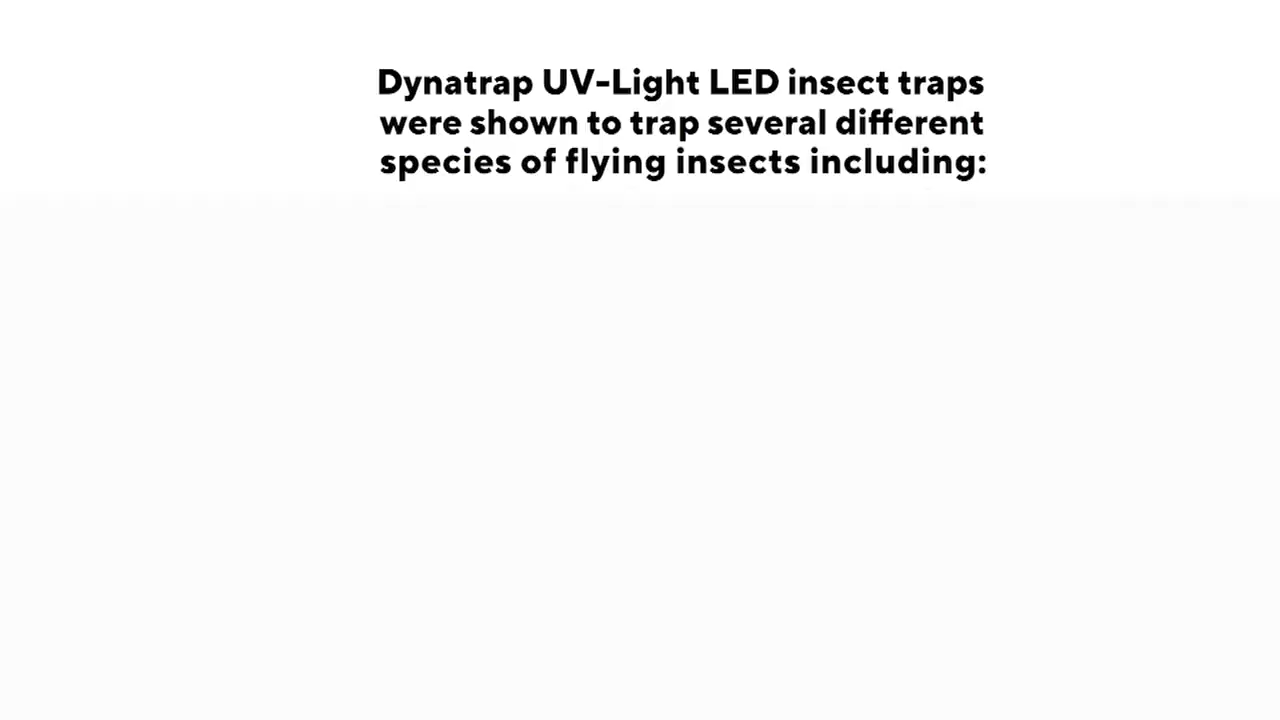 Dynatrap UV-Light LED insect traps
were shown to trap several different
species of flying insects including: